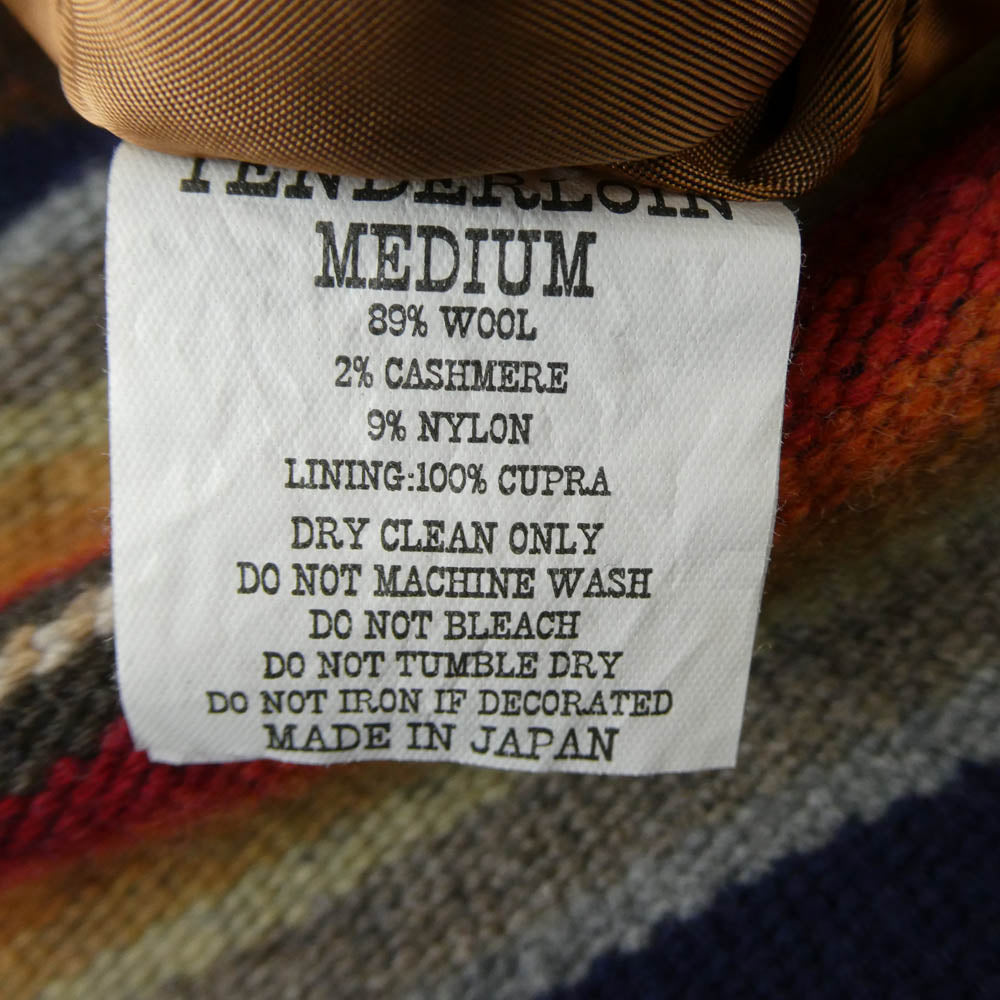 TENDERLOIN
MEDIUM
89% WOOL
2% CASHMERE
9% NYLON
LINING:100% CUPRA
DRY CLEAN ONLY
DO NOT MACHINE WASH
DO NOT BLEACH
DO NOT TUMBLE DRY
DO NOT IRON IF DECORATED
MADE IN JAPAN